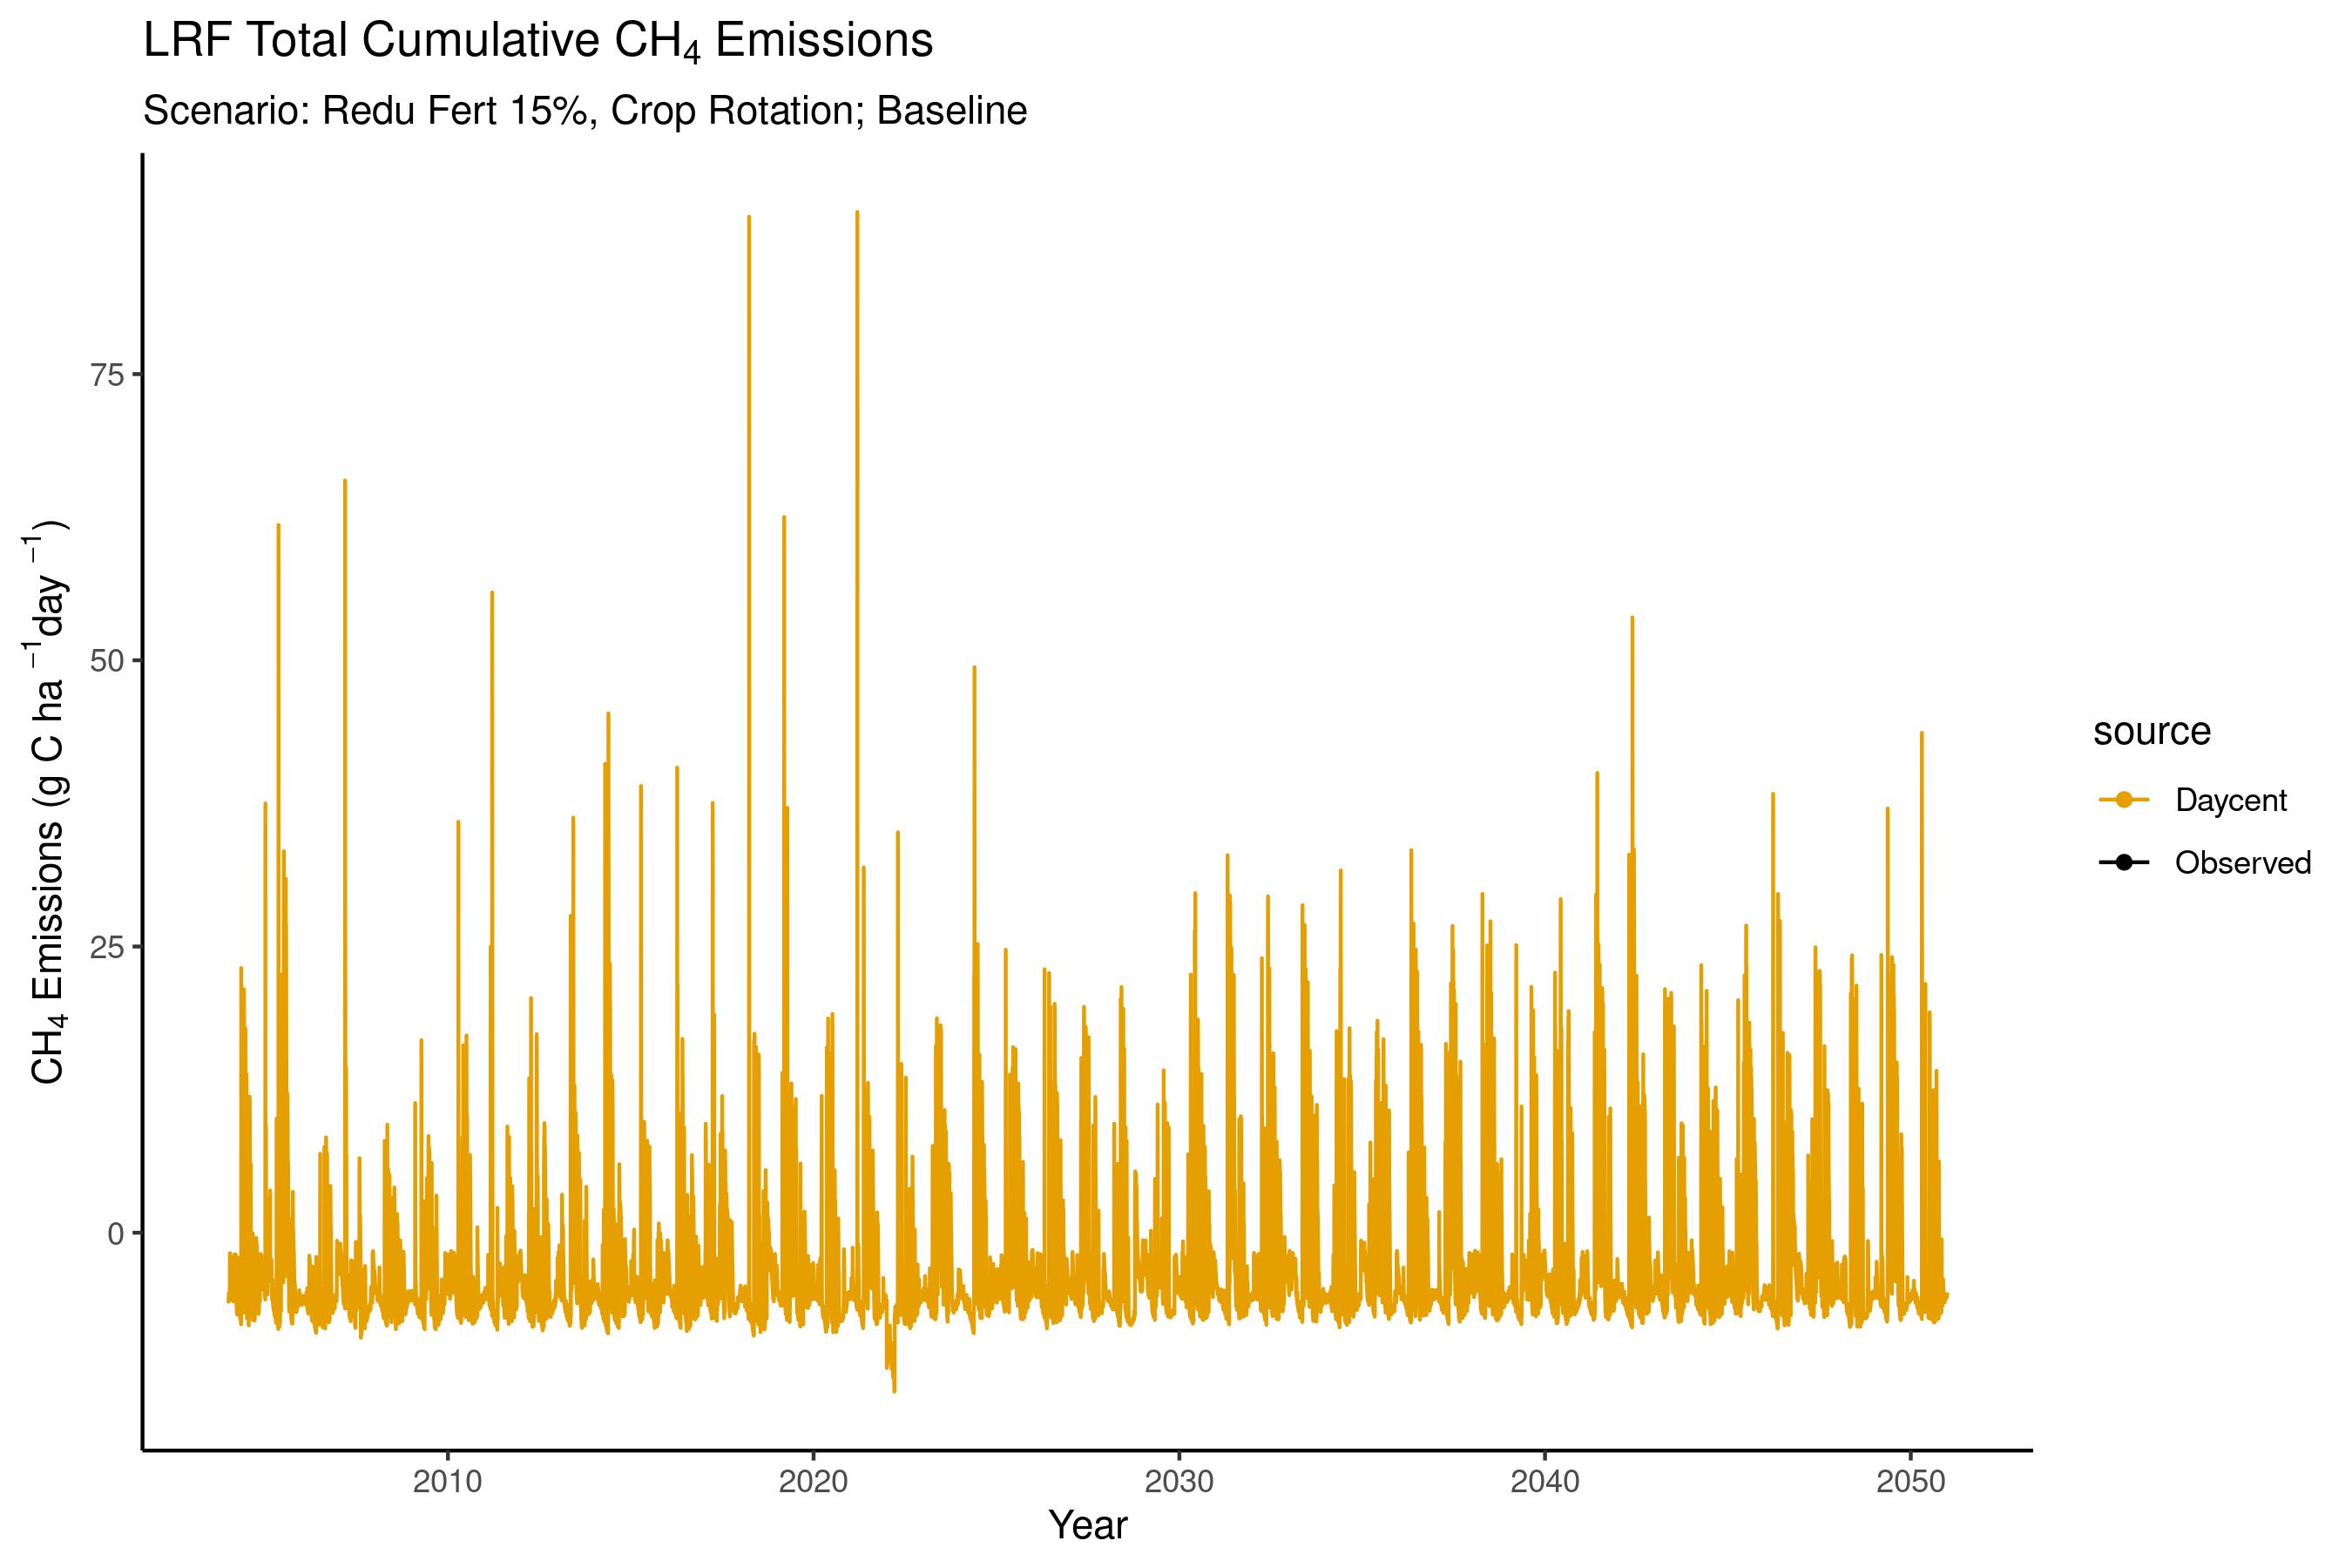 LRF Total Cumulative CH₄ Emissions
Scenario: Redu Fert 15%, Crop Rotation; Baseline
CH₄ Emissions (g C ha ⁻¹day ⁻¹)
75
50
25
0
2010 2020 2030 2040 2050
Year
source
Daycent
Observed